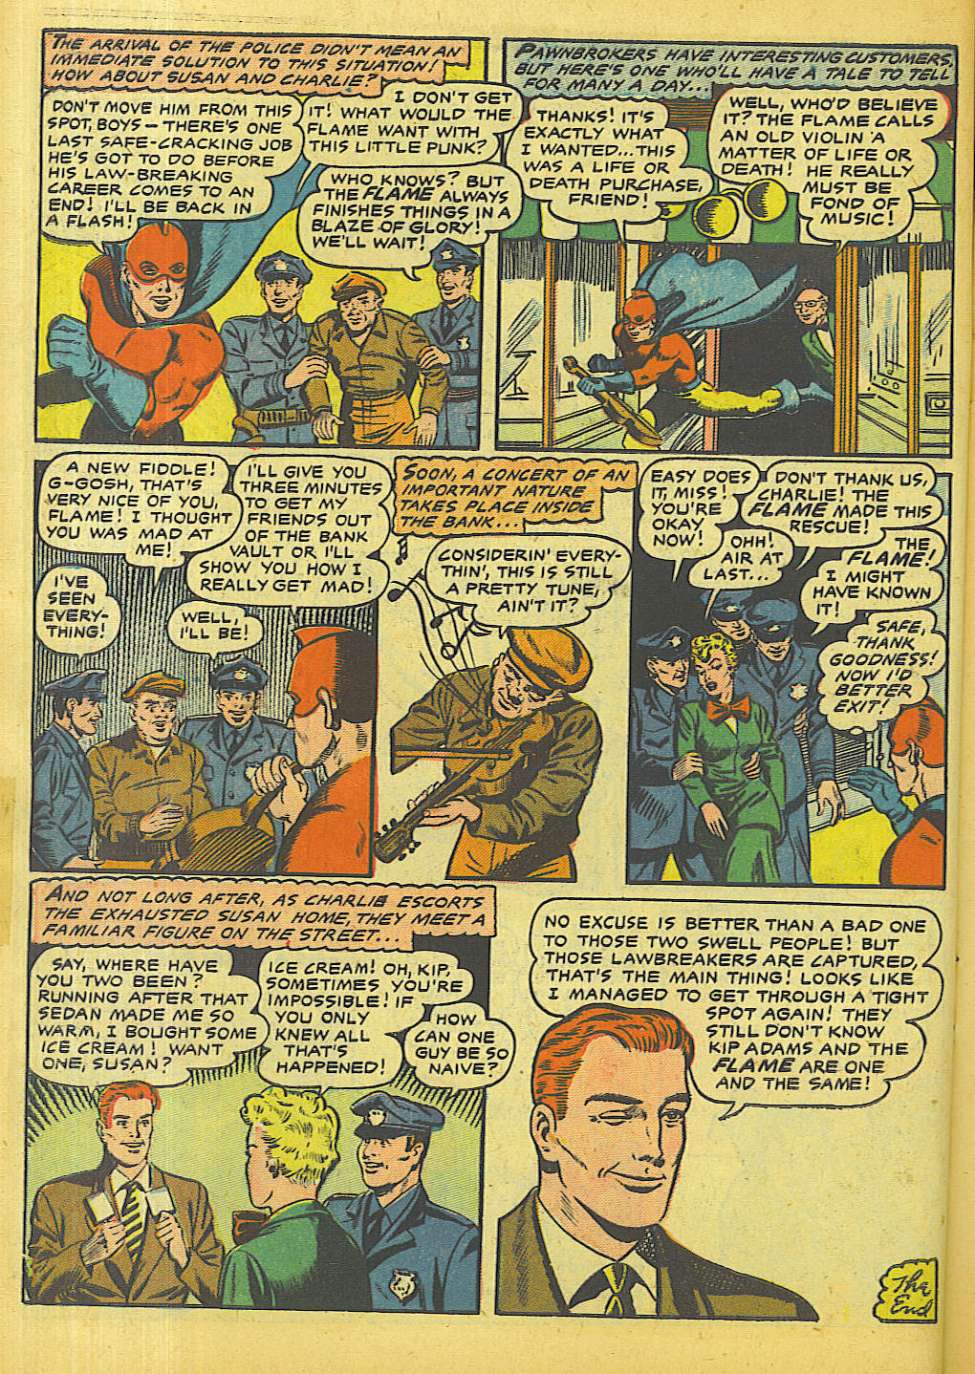 THE ARRIVAL OF THE POLICE DIDN'T MEAN AN
IMMEDIATE SOLUTION TO THIS SITUATION!
HOW ABOUT SUSAN AND CHARLIE?
DON'T MOVE HIM FROM THIS
SPOT, BOYS — THERE'S ONE
LAST SAFE-CRACKING JOB
HE'S GOT TO DO BEFORE
HIS LAW-BREAKING
CAREER COMES TO AN
END! I'LL BE BACK IN
A FLASH!
I DON'T GET
IT! WHAT WOULD THE
FLAME WANT WITH
THIS LITTLE PUNK?
WHO KNOWS? BUT
THE FLAME ALWAYS
FINISHES THINGS IN A
BLAZE OF GLORY!
WE'LL WAIT!
PAWNBROKERS HAVE INTERESTING CUSTOMERS,
BUT HERE'S ONE WHO'LL HAVE A TALE TO TELL
FOR MANY A DAY...
THANKS! IT'S
EXACTLY WHAT
I WANTED... THIS
WAS A LIFE OR
DEATH PURCHASE,
FRIEND!
WELL, WHO'D BELIEVE
IT? THE FLAME CALLS
AN OLD VIOLIN A
MATTER OF LIFE OR
DEATH! HE REALLY
MUST BE
FOND OF
MUSIC!
A NEW FIDDLE!
G-GOSH, THAT'S
VERY NICE OF YOU,
FLAME! I THOUGHT
YOU WAS MAD AT
ME!
I'LL GIVE YOU
THREE MINUTES
TO GET MY
FRIENDS OUT
OF THE BANK
VAULT OR I'LL
SHOW YOU HOW I
REALLY GET MAD!
I'VE
SEEN
EVERY-
THING!
WELL,
I'LL BE!
SOON, A CONCERT OF AN
IMPORTANT NATURE
TAKES PLACE INSIDE
THE BANK...
CONSIDERIN' EVERY-
THIN', THIS IS STILL
A PRETTY TUNE,
AIN'T IT?
EASY DOES
IT, MISS!
YOU'RE
OKAY
NOW!
OHH!
AIR AT
LAST...
DON'T THANK US,
CHARLIE! THE
FLAME MADE THIS
RESCUE!
THE
FLAME!
I MIGHT
HAVE KNOWN
IT!
SAFE,
THANK
GOODNESS!
NOW I'D
BETTER
EXIT!
AND NOT LONG AFTER, AS CHARLIE ESCORTS
THE EXHAUSTED SUSAN HOME, THEY MEET A
FAMILIAR FIGURE ON THE STREET...
SAY, WHERE HAVE
YOU TWO BEEN?
RUNNING AFTER THAT
SEDAN MADE ME SO
WARM, I BOUGHT SOME
ICE CREAM! WANT
ONE, SUSAN?
ICE CREAM! OH, KIP,
SOMETIMES YOU'RE
IMPOSSIBLE! IF
YOU ONLY
KNEW ALL
THAT'S
HAPPENED!
HOW
CAN ONE
GUY BE SO
NAIVE?
NO EXCUSE IS BETTER THAN A BAD ONE
TO THOSE TWO SWELL PEOPLE! BUT
THOSE LAWBREAKERS ARE CAPTURED,
THAT'S THE MAIN THING! LOOKS LIKE
I MANAGED TO GET THROUGH A TIGHT
SPOT AGAIN! THEY
STILL DON'T KNOW
KIP ADAMS AND THE
FLAME ARE ONE
AND THE SAME!
The
End